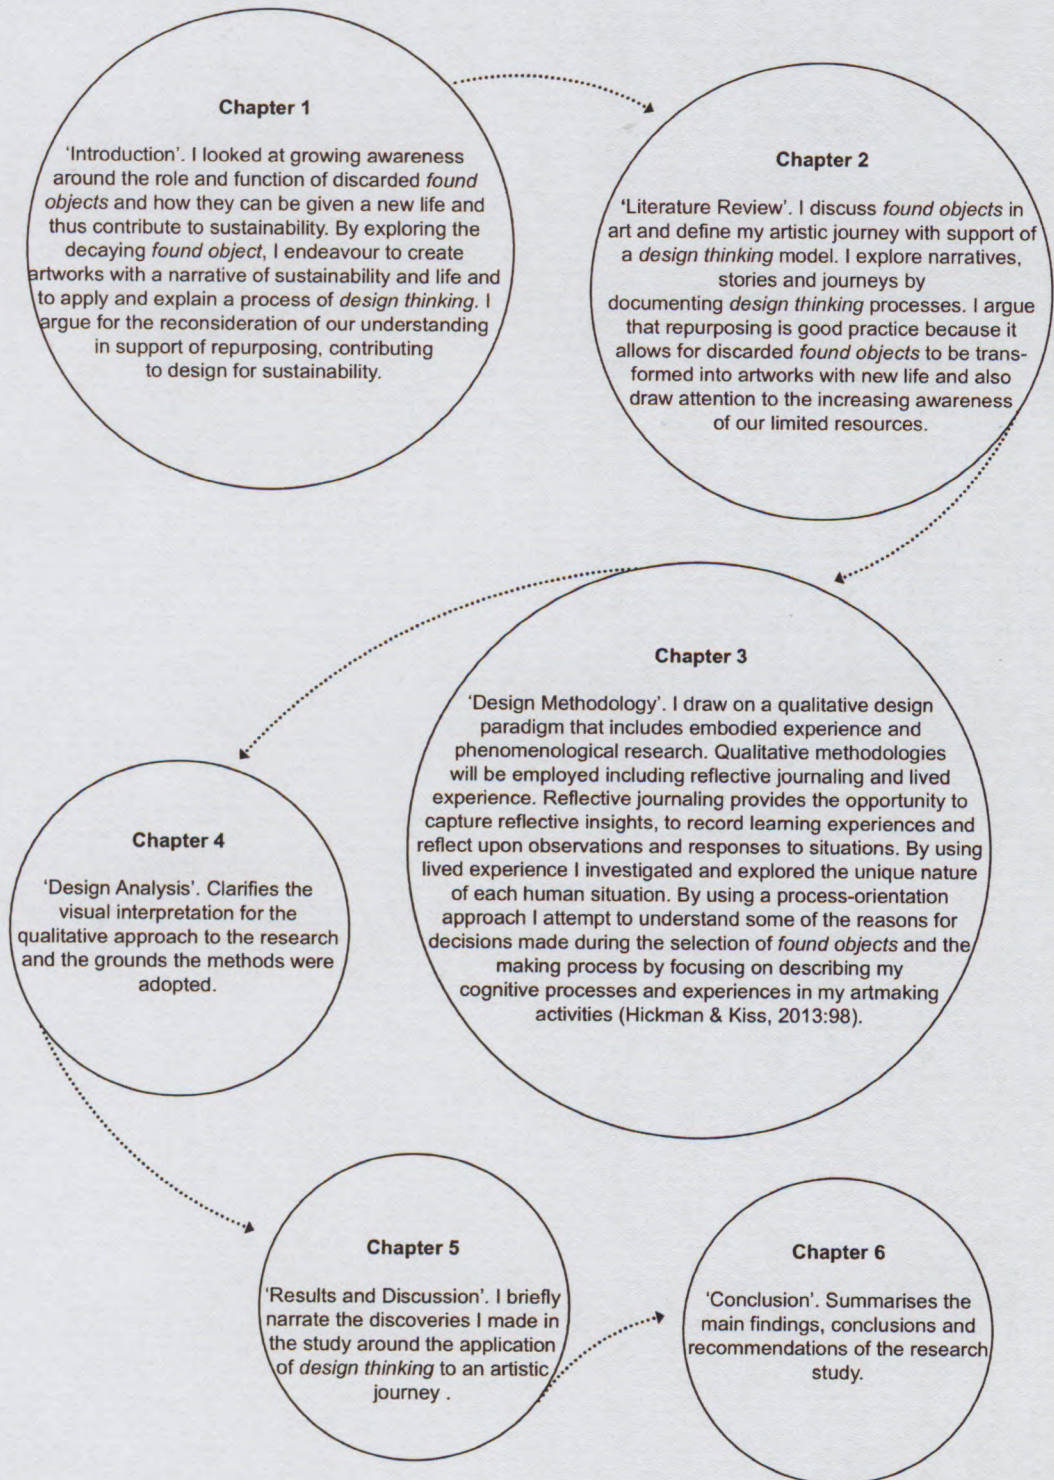 Chapter 1
'Introduction'. I looked at growing awareness
around the role and function of discarded found
objects and how they can be given a new life and
thus contribute to sustainability. By exploring the
decaying found object, I endeavour to create
artworks with a narrative of sustainability and life and
to apply and explain a process of design thinking. I
argue for the reconsideration of our understanding
in support of repurposing, contributing
to design for sustainability.
Chapter 2
'Literature Review'. I discuss found objects in
art and define my artistic journey with support of
a design thinking model. I explore narratives,
stories and journeys by
documenting design thinking processes. I argue
that repurposing is good practice because it
allows for discarded found objects to be trans-
formed into artworks with new life and also
draw attention to the increasing awareness
of our limited resources.
Chapter 3
'Design Methodology'. I draw on a qualitative design
paradigm that includes embodied experience and
phenomenological research. Qualitative methodologies
will be employed including reflective journaling and lived
experience. Reflective journaling provides the opportunity to
capture reflective insights, to record learning experiences and
reflect upon observations and responses to situations. By using
lived experience I investigated and explored the unique nature
of each human situation. By using a process-orientation
approach I attempt to understand some of the reasons for
decisions made during the selection of found objects and the
making process by focusing on describing my
cognitive processes and experiences in my artmaking
activities (Hickman & Kiss, 2013:98).
Chapter 4
'Design Analysis'. Clarifies the
visual interpretation for the
qualitative approach to the research
and the grounds the methods were
adopted.
Chapter 5
'Results and Discussion'. I briefly
narrate the discoveries I made in
the study around the application
of design thinking to an artistic
journey .
Chapter 6
'Conclusion'. Summarises the
main findings, conclusions and
recommendations of the research
study.